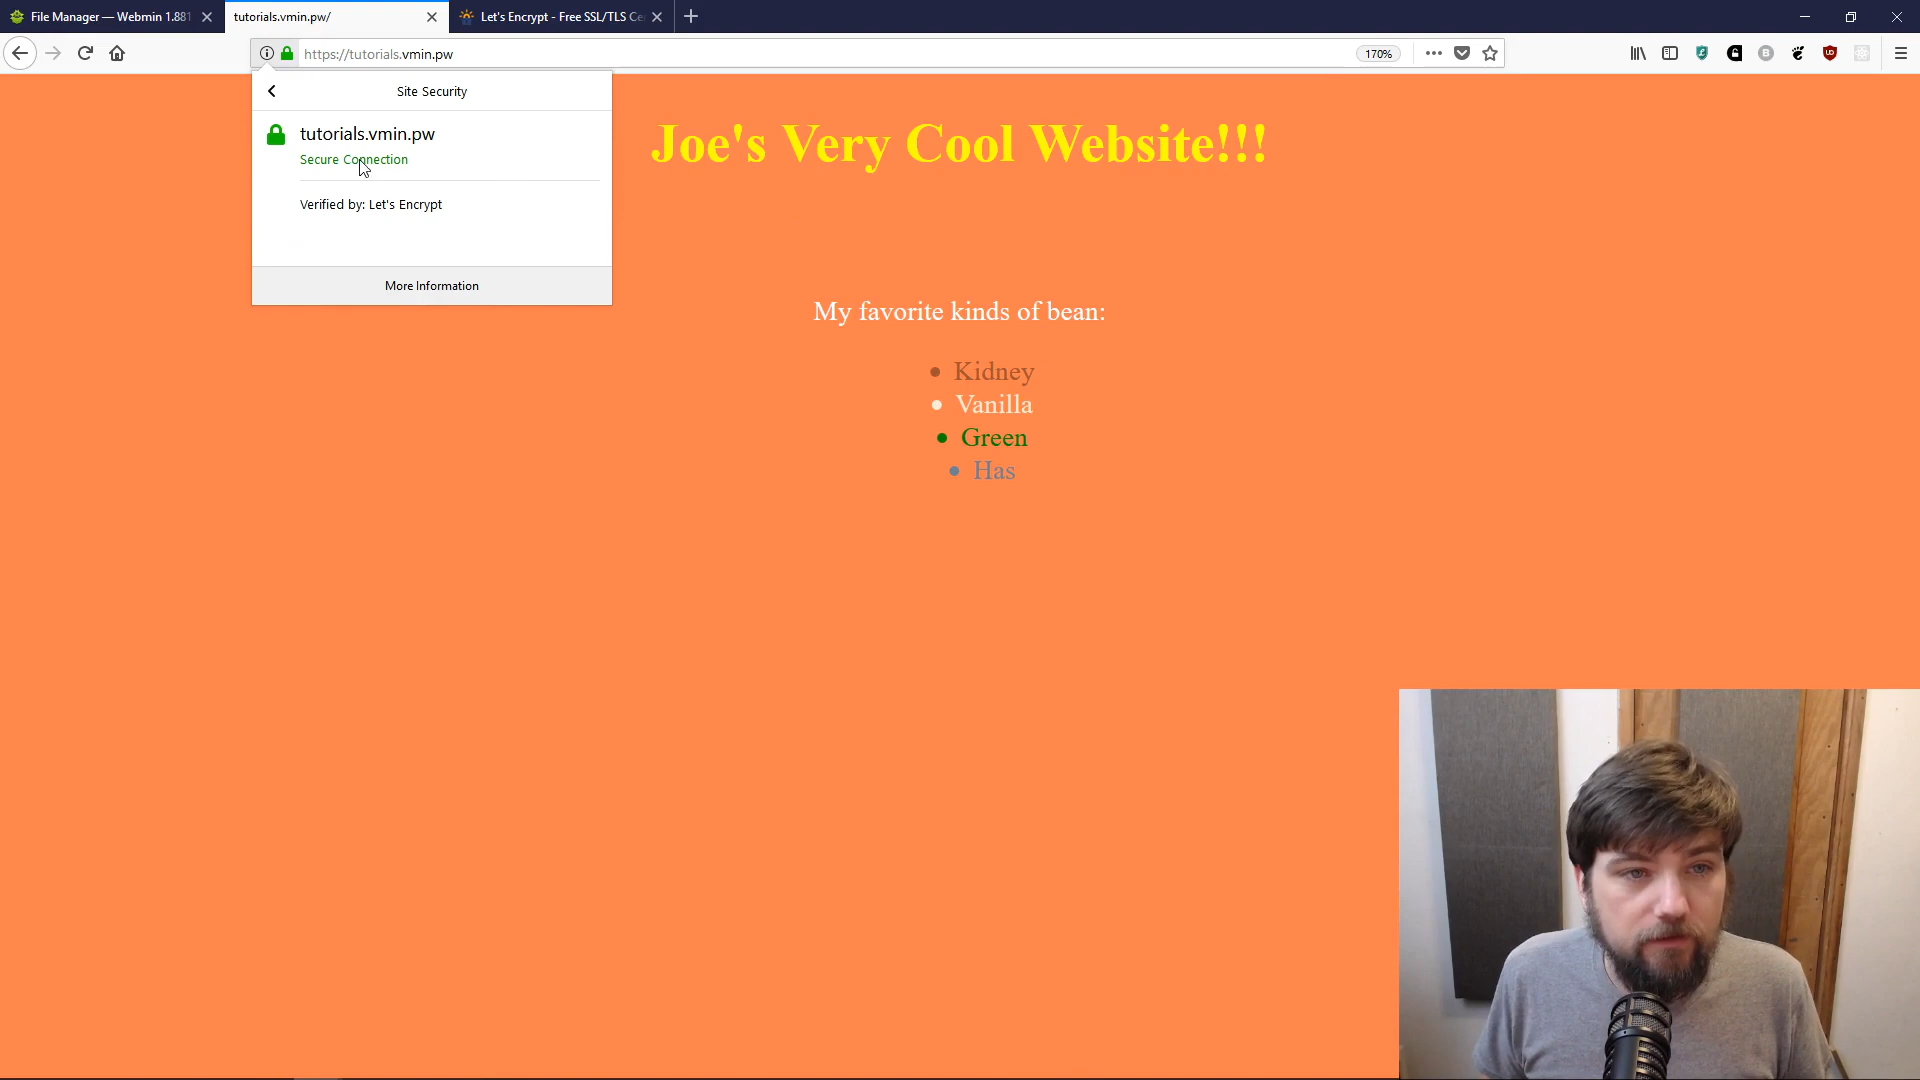 File Manager — Webmin 1.881
tutorials.vmin.pw/
Let's Encrypt - Free SSL/TLS Ce
https://tutorials.vmin.pw
170%
Site Security
tutorials.vmin.pw
Secure Connection
Verified by: Let's Encrypt
More Information
Joe's Very Cool Website!!!
My favorite kinds of bean:
Kidney
Vanilla
Green
Has